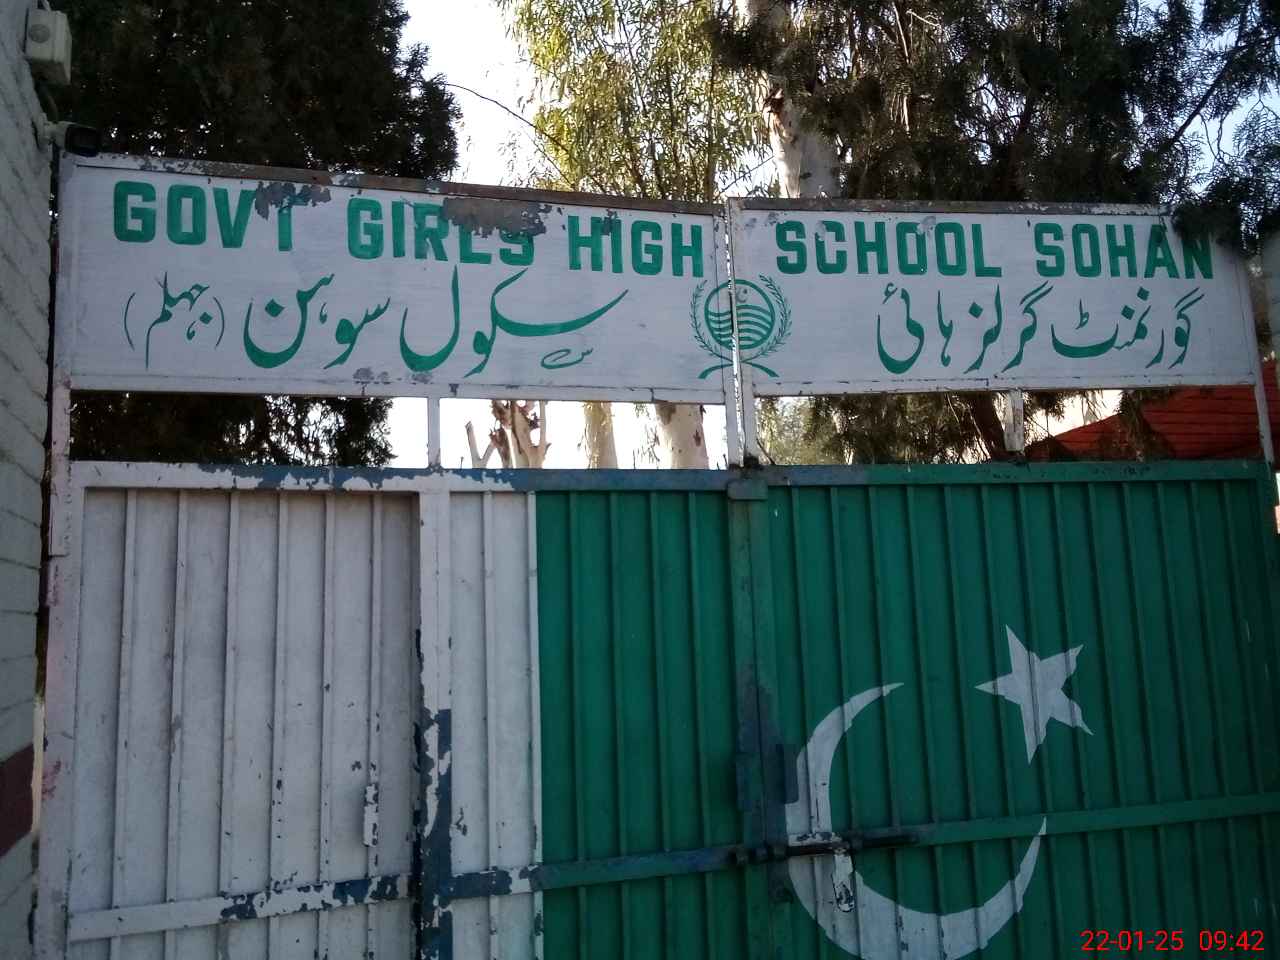 GOVT GIRLS HIGH SCHOOL SOHAN
گورنمنٹ گرلز ہائی سکول سوہن (جہلم)
22-01-25 09:42